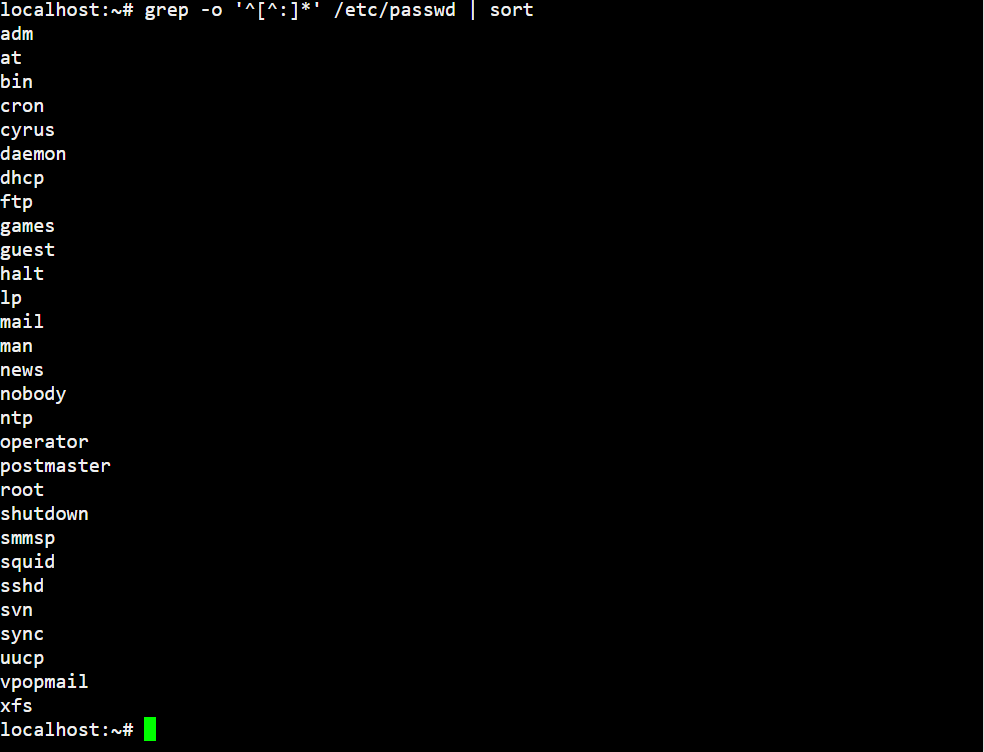 localhost:~# grep -o '^[^:]*' /etc/passwd | sort
adm
at
bin
cron
cyrus
daemon
dhcp
ftp
games
guest
halt
lp
mail
man
news
nobody
ntp
operator
postmaster
root
shutdown
smmsp
squid
sshd
svn
sync
uucp
vpopmail
xfs
localhost:~#